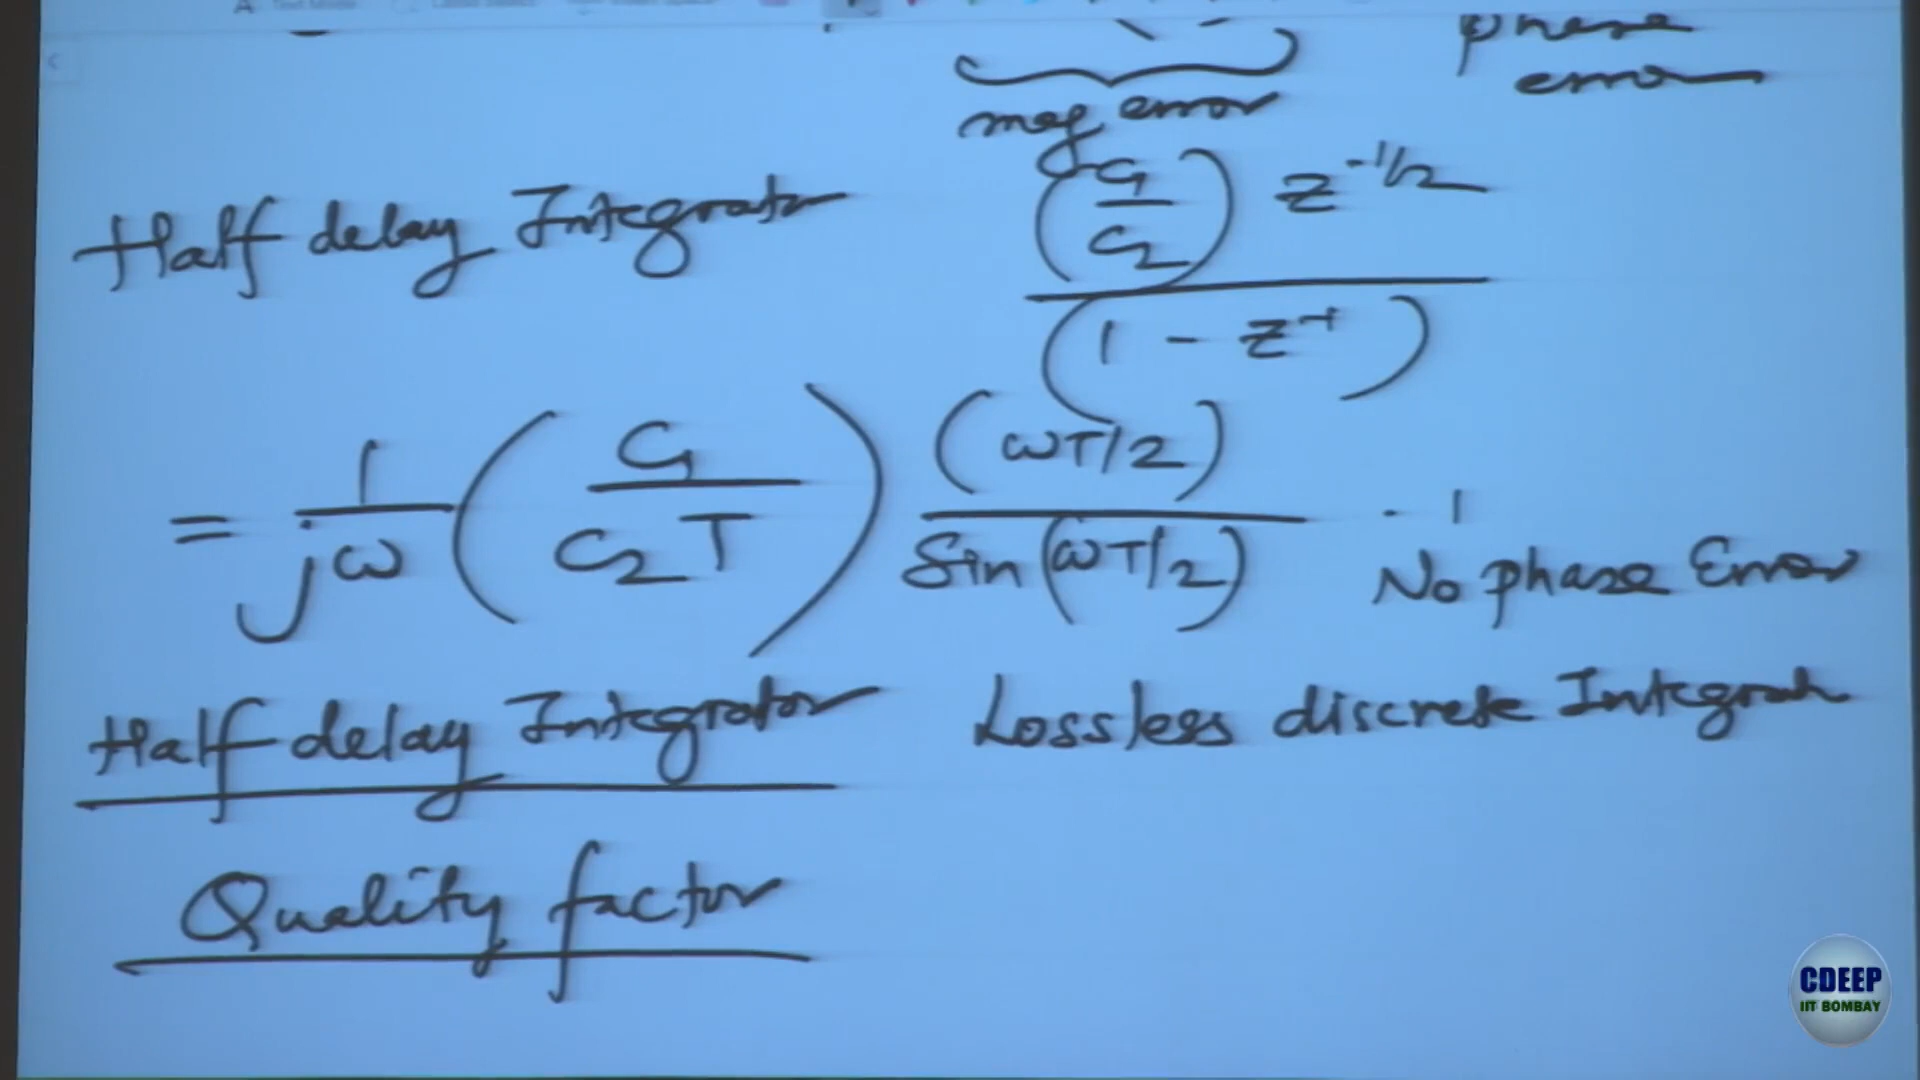 phase
error
mag error
Half delay Integrator (C1/C2) z^-1/2 / (1 - z^-1)
= 1/jω (C1/C2T) (ωT/2)/Sin(ωT/2) · 1
No phase Error
Half delay Integrator Lossless discrete Integrator
Quality factor
CDEEP
IIT BOMBAY